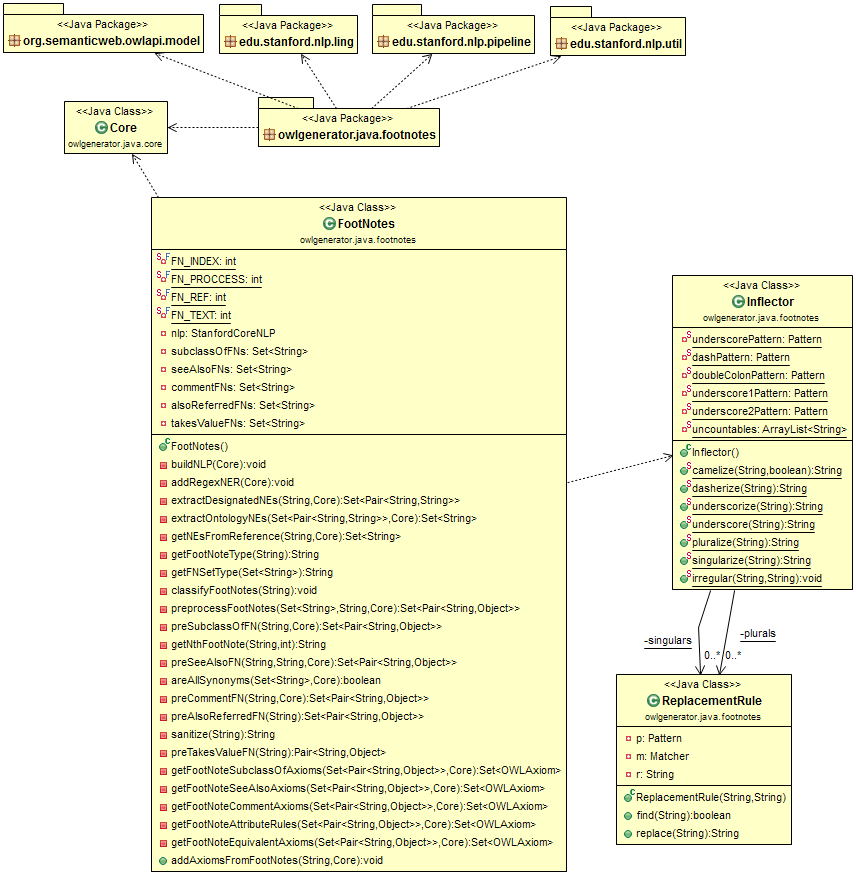 <<Java Package>>
org.semanticweb.owlapi.model
<<Java Package>>
edu.stanford.nlp.ling
<<Java Package>>
edu.stanford.nlp.pipeline
<<Java Package>>
edu.stanford.nlp.util
<<Java Class>>
Core
owlgenerator.java.core
<<Java Package>>
owlgenerator.java.footnotes
<<Java Class>>
FootNotes
owlgenerator.java.footnotes
FN_INDEX: int
FN_PROCCESS: int
FN_REF: int
FN_TEXT: int
nlp: StanfordCoreNLP
subclassOfFNs: Set<String>
seeAlsoFNs: Set<String>
commentFNs: Set<String>
alsoReferredFNs: Set<String>
takesValueFNs: Set<String>
FootNotes()
buildNLP(Core):void
addRegexNER(Core):void
extractDesignatedNEs(String,Core):Set<Pair<String,String>>
extractOntologyNEs(Set<Pair<String,String>>,Core):Set<String>
getNEsFromReference(String,Core):Set<String>
getFootNoteType(String):String
getFNSetType(Set<String>):String
classifyFootNotes(String):void
preprocessFootNotes(Set<String>,String,Core):Set<Pair<String,Object>>
preSubclassOfFN(String,Core):Set<Pair<String,Object>>
getNthFootNote(String,int):String
preSeeAlsoFN(String,String,Core):Set<Pair<String,Object>>
areAllSynonyms(Set<String>,Core):boolean
preCommentFN(String,Core):Set<Pair<String,Object>>
preAlsoReferredFN(String):Set<Pair<String,Object>>
sanitize(String):String
preTakesValueFN(String):Pair<String,Object>
getFootNoteSubclassOfAxioms(Set<Pair<String,Object>>,Core):Set<OWLAxiom>
getFootNoteSeeAlsoAxioms(Set<Pair<String,Object>>,Core):Set<OWLAxiom>
getFootNoteCommentAxioms(Set<Pair<String,Object>>,Core):Set<OWLAxiom>
getFootNoteAttributeRules(Set<Pair<String,Object>>,Core):Set<OWLAxiom>
getFootNoteEquivalentAxioms(Set<Pair<String,Object>>,Core):Set<OWLAxiom>
addAxiomsFromFootNotes(String,Core):void
<<Java Class>>
Inflector
owlgenerator.java.footnotes
underscorePattern: Pattern
dashPattern: Pattern
doubleColonPattern: Pattern
underscore1Pattern: Pattern
underscore2Pattern: Pattern
uncountables: ArrayList<String>
Inflector()
camelize(String,boolean):String
dasherize(String):String
underscorize(String):String
underscore(String):String
pluralize(String):String
singularize(String):String
irregular(String,String):void
-singulars
0..*
-plurals
0..*
<<Java Class>>
ReplacementRule
owlgenerator.java.footnotes
p: Pattern
m: Matcher
r: String
ReplacementRule(String,String)
find(String):boolean
replace(String):String